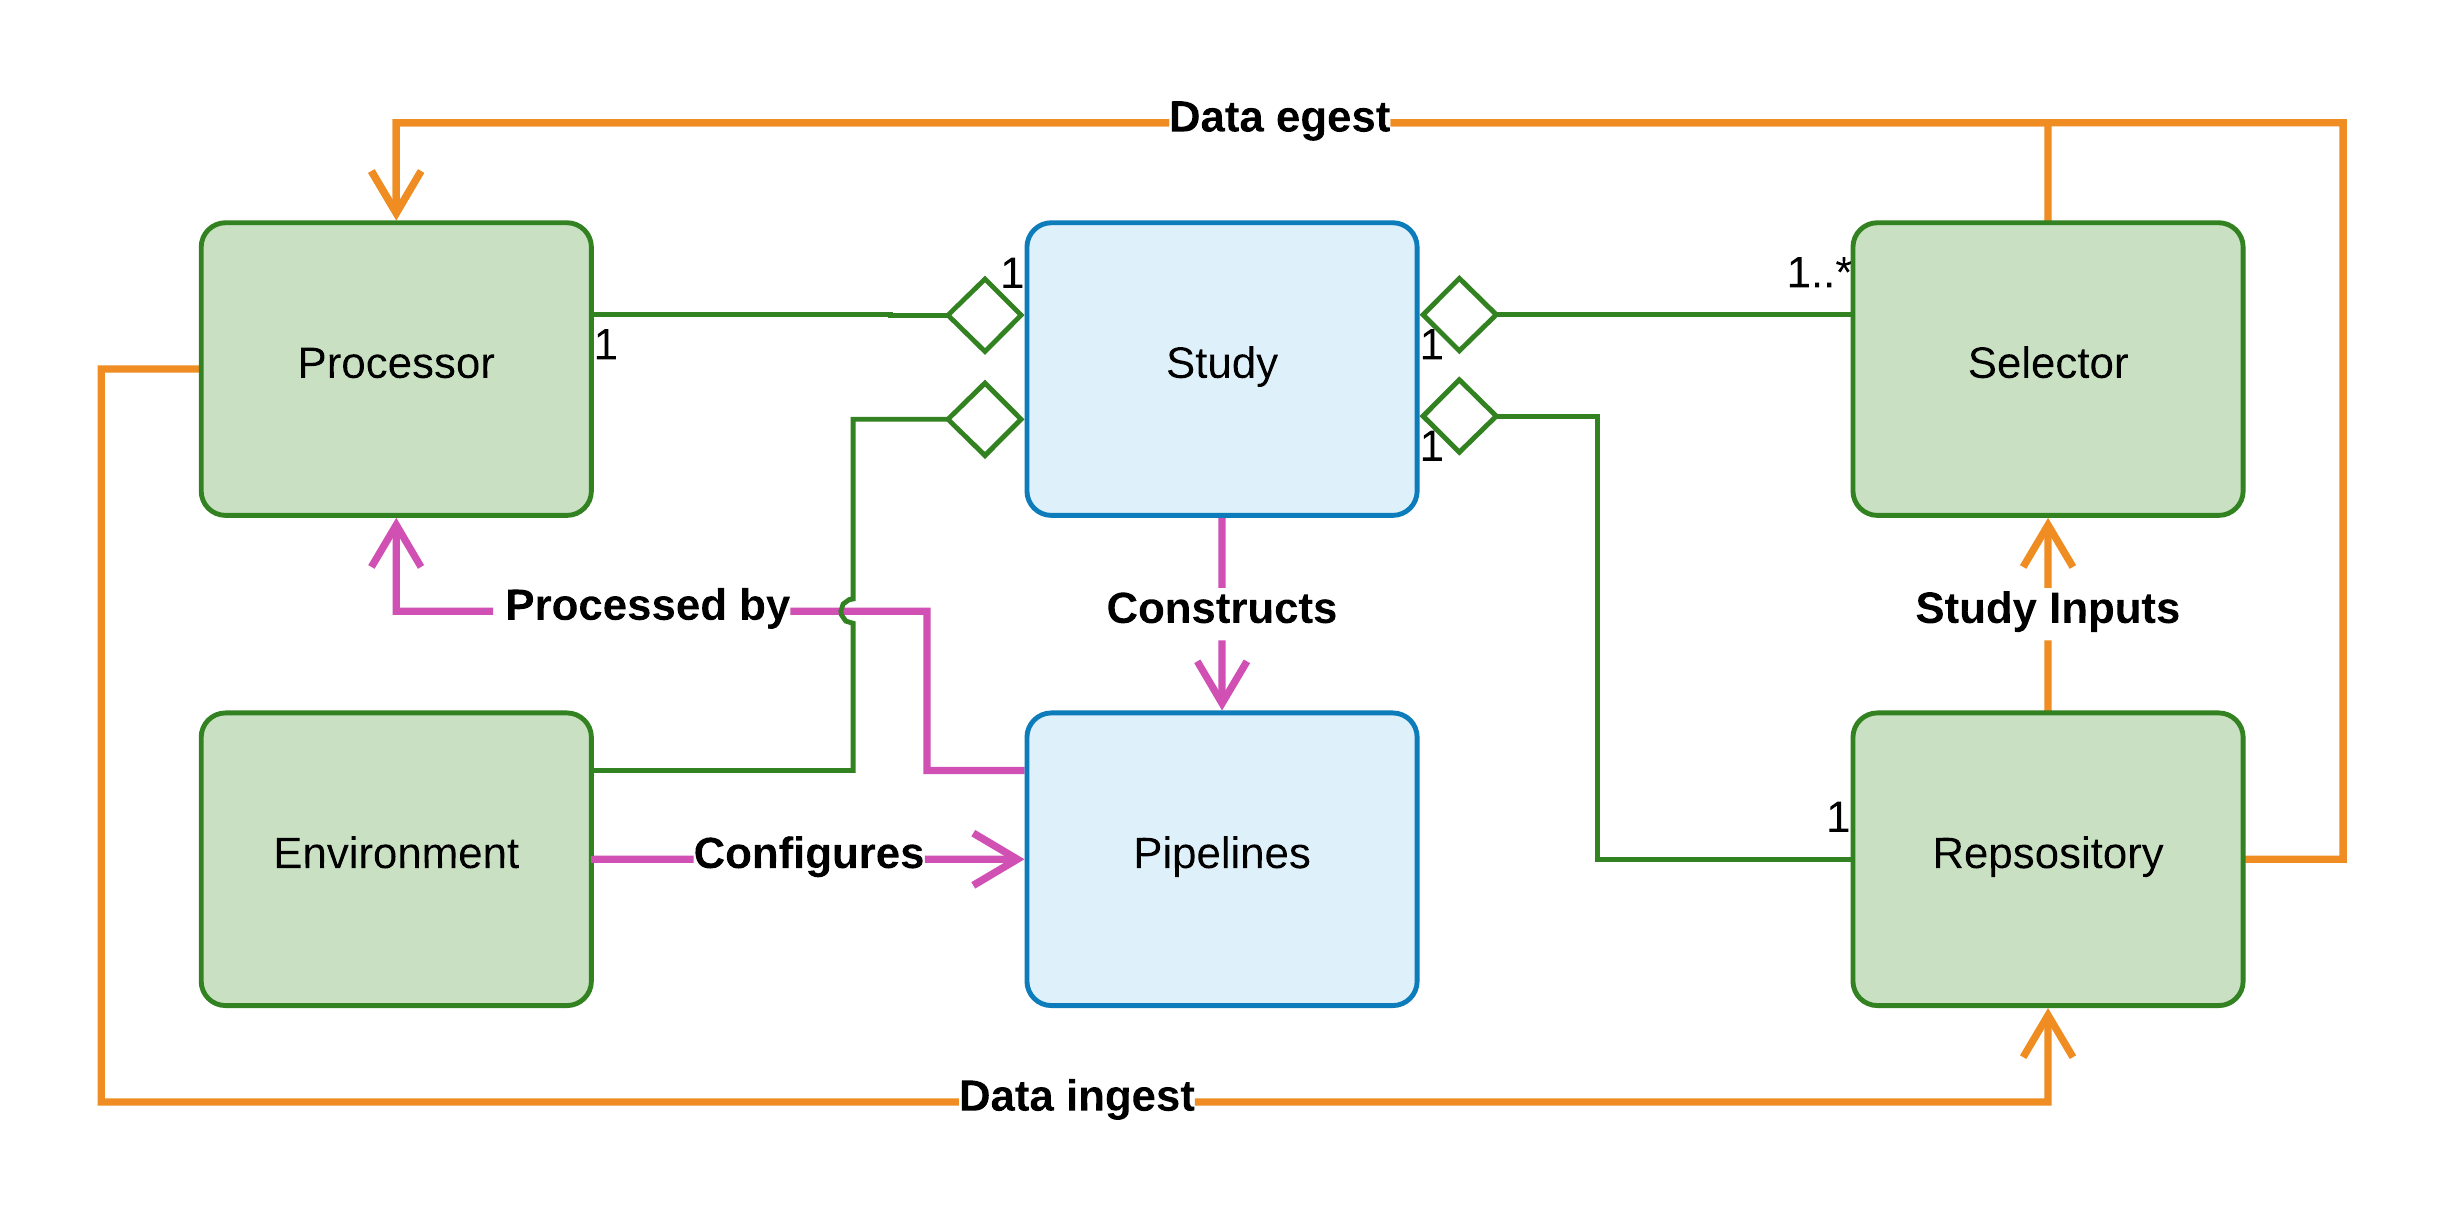 Data egest
1
1..*
1
1
Processor
Study
Selector
1
Processed by
Constructs
Study Inputs
1
Environment
Configures
Pipelines
Repsository
Data ingest